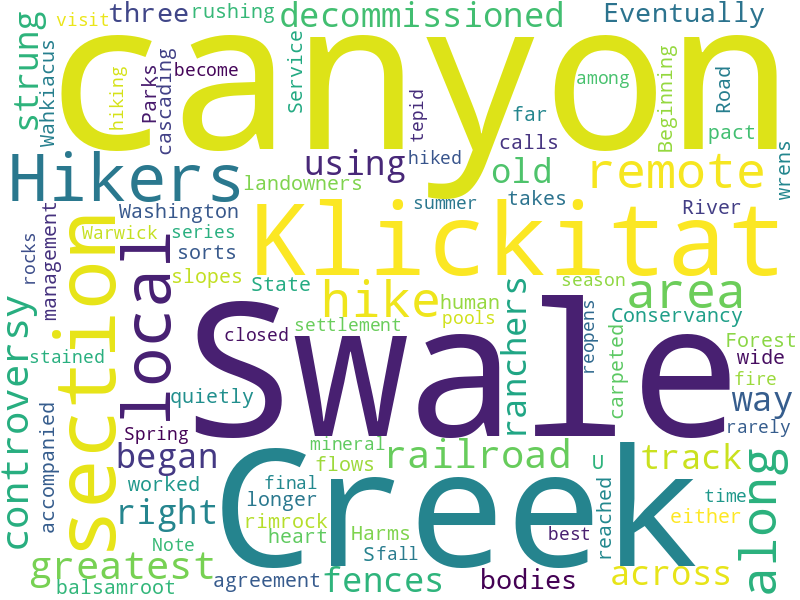 visit three rushing decommissioned Eventually
strung Wahkiacus hiking Parks cascading become canyon Service among Beginning Road
tepid far calls pact wrens
Hikers landowners using hiked old remote
summer takes River
section Warwick Washington series sorts slopes Klickitat
rocks management local State hike human pools ranchers season area
controversy stained closed settlement Swale reopens carpeted Conservancy Forest wide fire
quietly way rarely
accompanied Spring began mineral flows railroad U track along
worked final longer Creek reached time either
right rimrock heart Harms Sfall best
Note
greatest balsamroot agreement fences bodies across